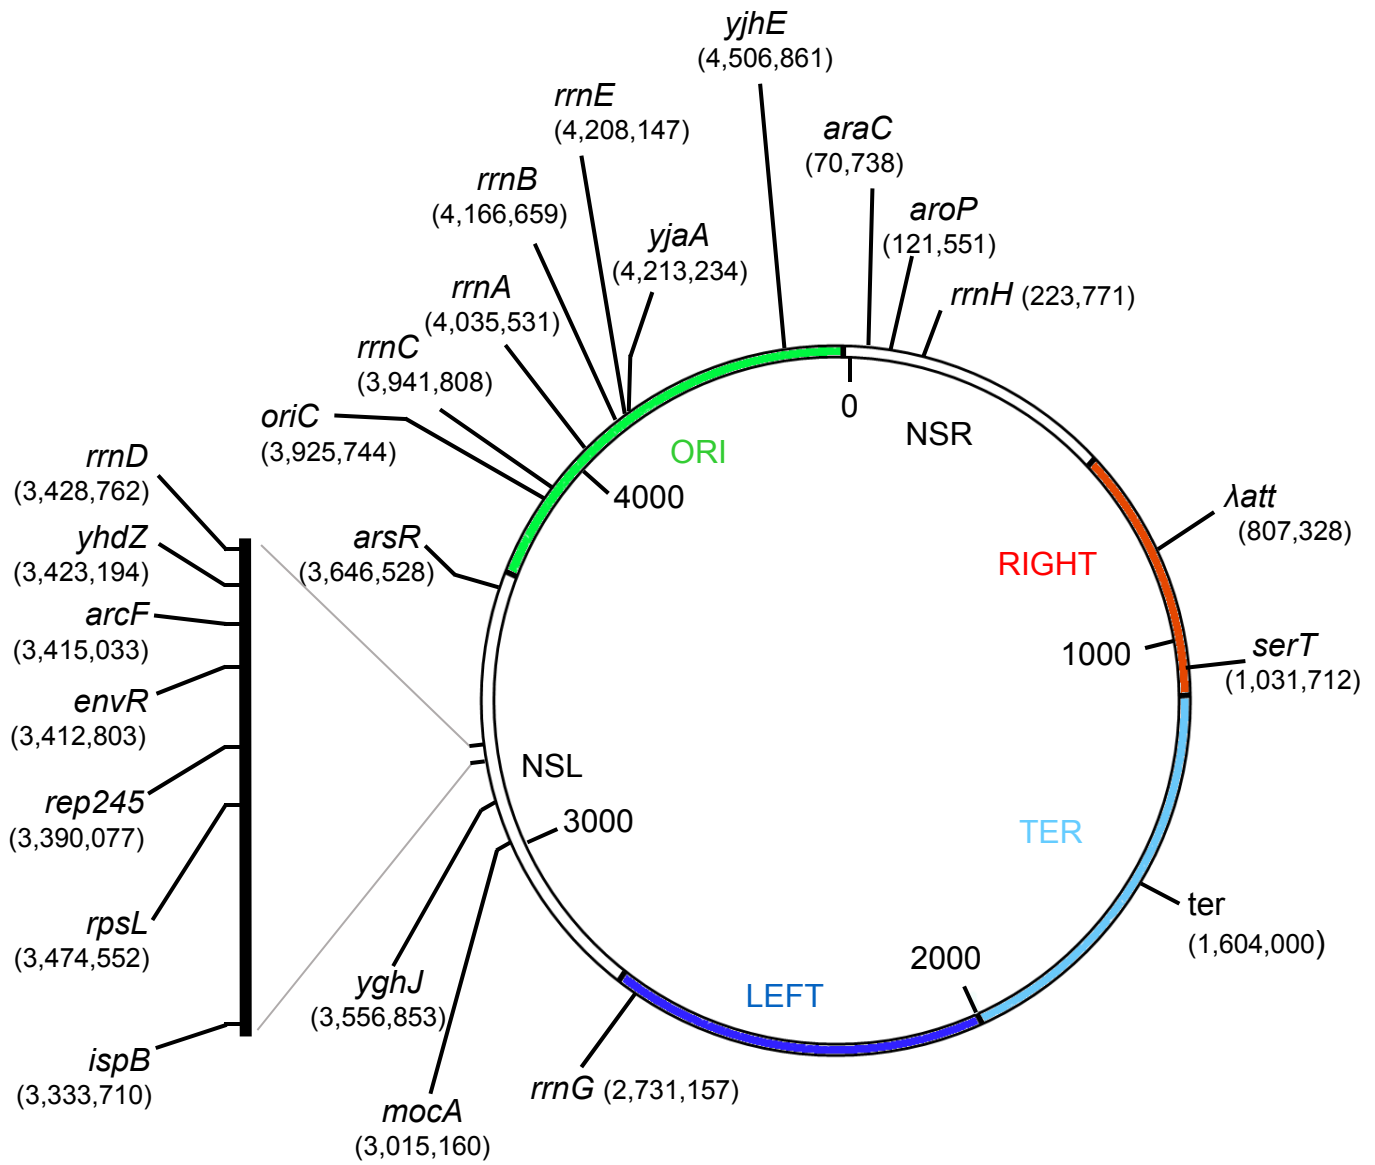 yjhE
(4,506,861)
rrnE
(4,208,147)
araC
(70,738)
rrnB
(4,166,659)
aroP
(121,551)
yjaA
(4,213,234)
rrnH (223,771)
rrnA
(4,035,531)
rrnC
(3,941,808)
oriC
(3,925,744)
0
NSR
ORI
4000
rrnD
(3,428,762)
λatt
(807,328)
yhdZ
(3,423,194)
arsR
(3,646,528)
RIGHT
arcF
(3,415,033)
1000
serT
(1,031,712)
envR
(3,412,803)
NSL
rep245
(3,390,077)
3000
TER
rpsL
(3,474,552)
ter
(1,604,000)
2000
yghJ
(3,556,853)
LEFT
ispB
(3,333,710)
rrnG (2,731,157)
mocA
(3,015,160)